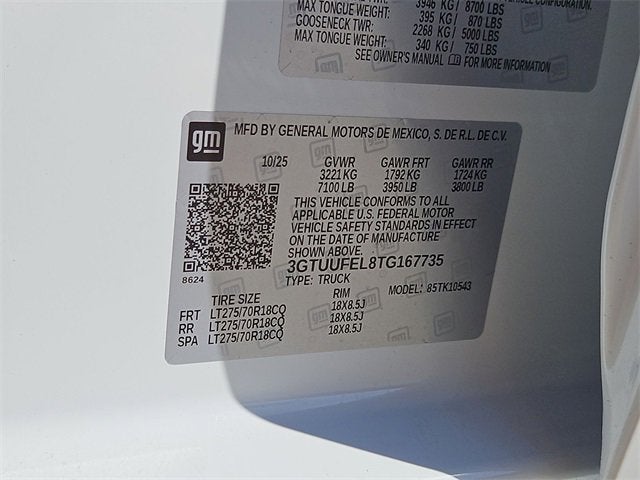 3946 KG / 8700 LBS
MAX TONGUE WEIGHT: 395 KG / 870 LBS
GOOSENECK TWR: 2268 KG / 5000 LBS
MAX TONGUE WEIGHT: 340 KG / 750 LBS
SEE OWNER'S MANUAL FOR MORE INFORMATION
gm
MFD BY GENERAL MOTORS DE MEXICO, S. DE R.L. DE C.V.
10/25 GVWR GAWR FRT GAWR RR
3221 KG 1792 KG 1724 KG
7100 LB 3950 LB 3800 LB
THIS VEHICLE CONFORMS TO ALL
APPLICABLE U.S. FEDERAL MOTOR
VEHICLE SAFETY STANDARDS IN EFFECT
ON THE DATE OF MANUFACTURE
SHOWN ABOVE.
3GTUUFEL8TG167735
8624
TYPE: TRUCK MODEL: 85TK10543
TIRE SIZE RIM
FRT LT275/70R18CQ 18X8.5J
RR LT275/70R18CQ 18X8.5J
SPA LT275/70R18CQ 18X8.5J